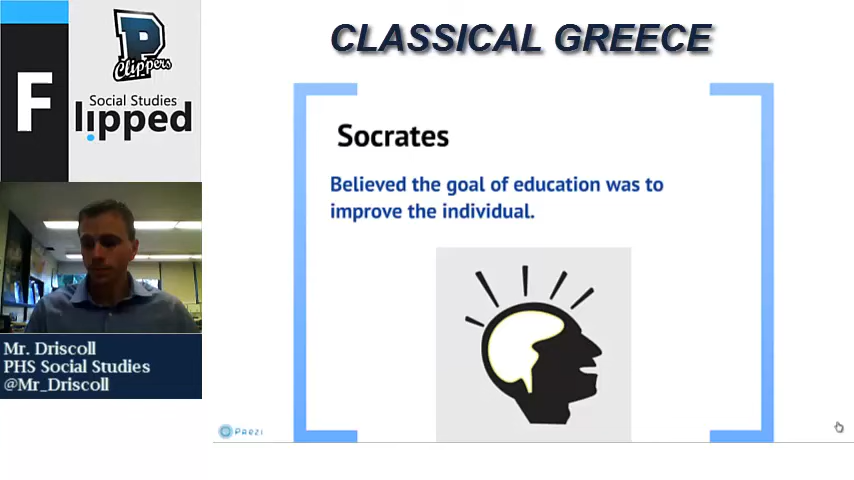 CLASSICAL GREECE
P
Clippers
F
Social Studies
lipped
Socrates
Believed the goal of education was to
improve the individual.
Mr. Driscoll
PHS Social Studies
@Mr_Driscoll
PREZI